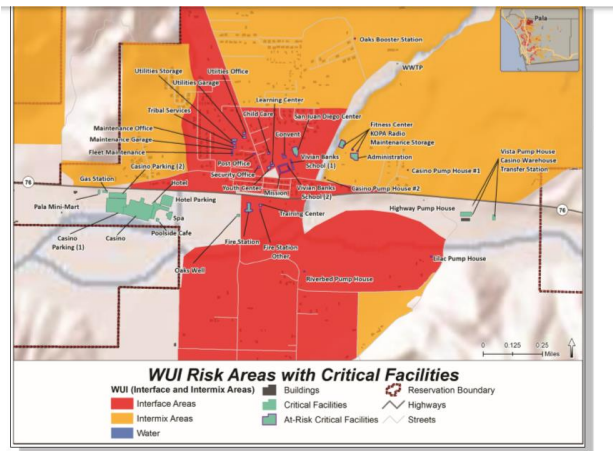 Pala
Oaks Booster Station
WWTP
Utilities Storage
Utilities Office
Utilities Garage
Learning Center
Tribal Services
Child Care
San Juan Diego Center
Fitness Center
KOPA Radio
Maintenance Storage
Maintenance Office
Convent
Maintenance Garage
Fleet Maintenance
Administration
Vista Pump House
Casino Warehouse
Transfer Station
Post Office
Vivian Banks
School (1)
Casino Parking (2)
Security Office
Casino Pump House #1
Gas Station
Hotel
Youth Center
Mission
Vivian Banks
School (2)
Casino Pump House #2
76
Pala Mini-Mart
Hotel Parking
Training Center
Highway Pump House
76
Spa
Casino
Parking (1)
Casino
Poolside Cafe
Fire Station
Fire Station
Other
Lilac Pump House
Oaks Well
Riverbed Pump House
0 0.125 0.25
Miles
WUI Risk Areas with Critical Facilities
WUI (Interface and Intermix Areas)
Interface Areas
Intermix Areas
Water
Buildings
Critical Facilities
At-Risk Critical Facilities
Reservation Boundary
Highways
Streets